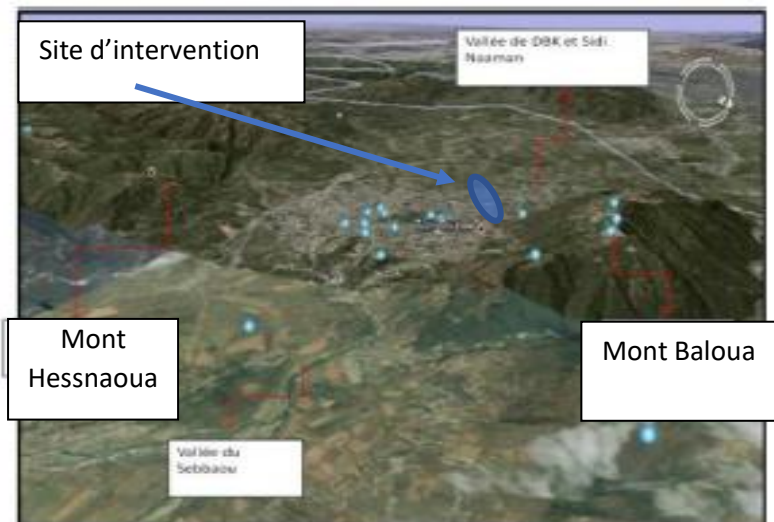 Site d’intervention
Vallée de DBK et Sidi
Naaman
Mont
Hessnaoua
Mont Baloua
Vallée du
Sebbaou